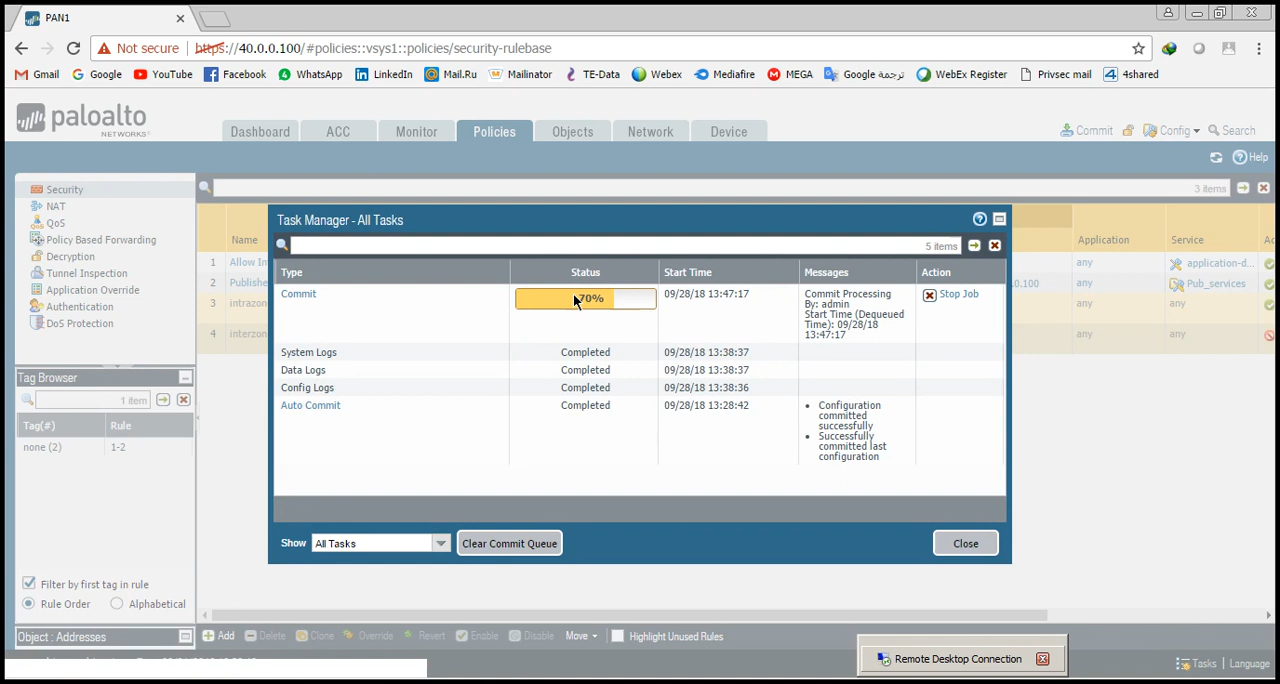 PAN1
Not secure | https://40.0.0.100/#policies::vsys1::policies/security-rulebase
Gmail Google YouTube Facebook WhatsApp LinkedIn Mail.Ru Mailinator TE-Data Webex Mediafire MEGA Google ترجمة WebEx Register Privsec mail 4shared
paloalto
NETWORKS
Dashboard ACC Monitor Policies Objects Network Device
Commit Config Search
Help
Security
NAT
QoS
Policy Based Forwarding
Decryption
Tunnel Inspection
Application Override
Authentication
DoS Protection
3 items
Name Application Service
1 Allow In any application-d...
2 Publishe 0.100 any Pub_services
3 intrazon any any
4 interzon any any
Task Manager - All Tasks
5 items
Type Status Start Time Messages Action
Commit 70% 09/28/18 13:47:17 Commit Processing Stop Job
By: admin
Start Time (Dequeued
Time): 09/28/18
13:47:17
System Logs Completed 09/28/18 13:38:37
Data Logs Completed 09/28/18 13:38:37
Config Logs Completed 09/28/18 13:38:36
Auto Commit Completed 09/28/18 13:28:42 • Configuration
committed
successfully
• Successfully
committed last
configuration
Show All Tasks Clear Commit Queue Close
Tag Browser
1 item
Tag(#) Rule
none (2) 1-2
Filter by first tag in rule
Rule Order Alphabetical
Object : Addresses
Add Delete Clone Override Revert Enable Disable Move Highlight Unused Rules
Remote Desktop Connection
Tasks | Language